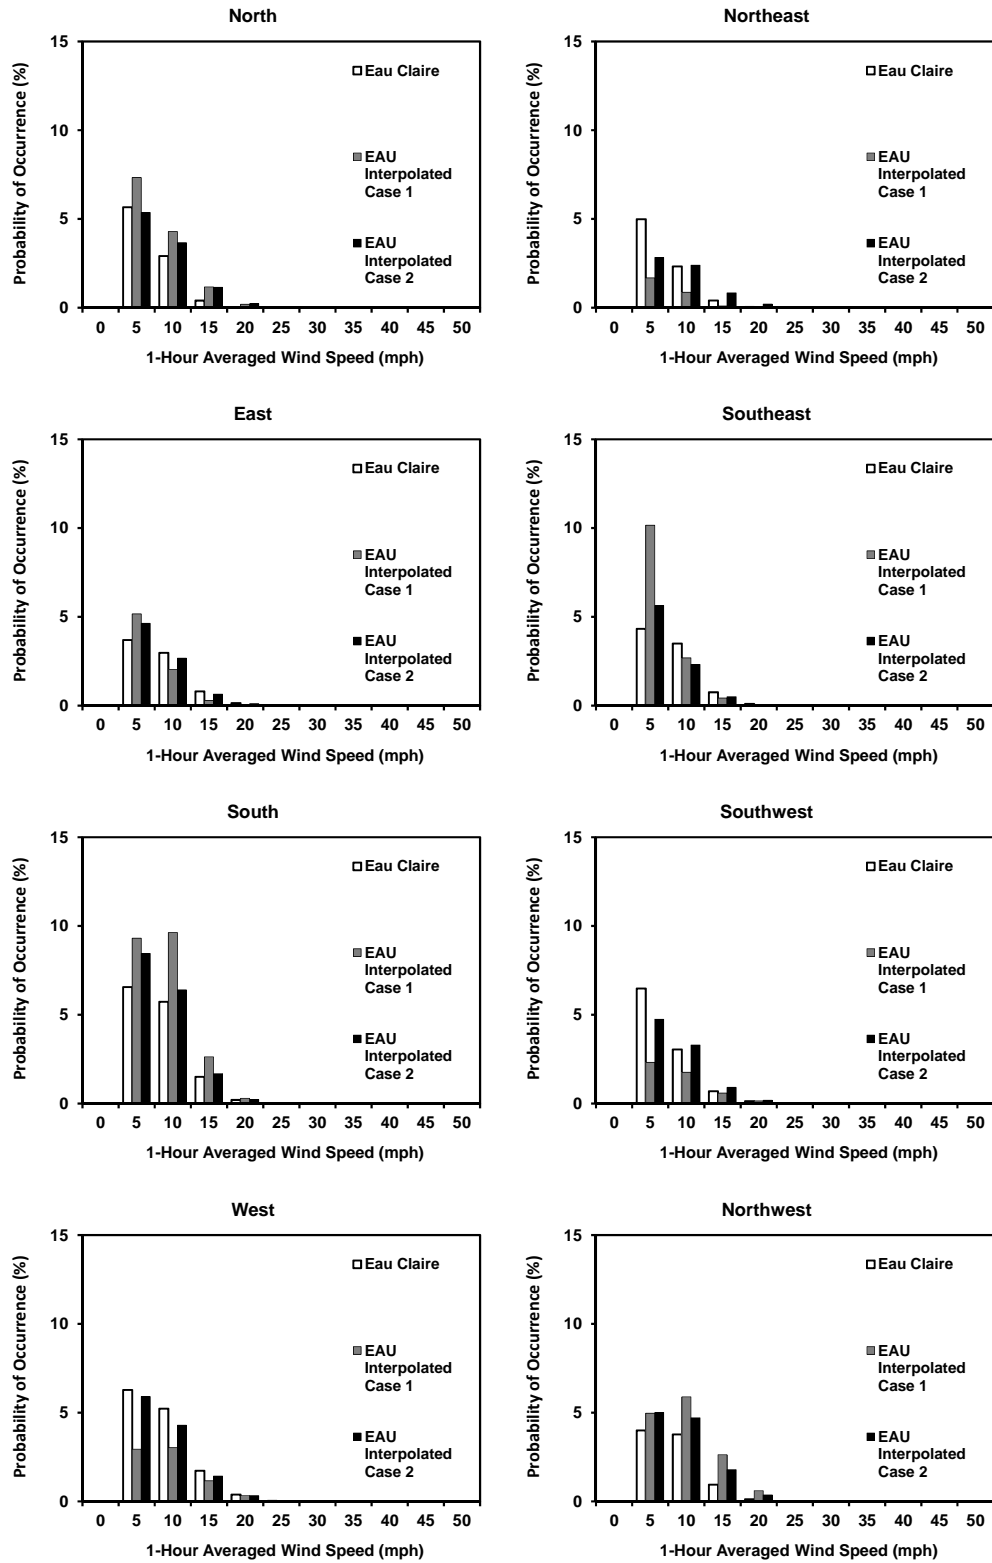 North
Probability of Occurrence (%)
15
10
5
0
Eau Claire
EAU
Interpolated
Case 1
EAU
Interpolated
Case 2
0 5 10 15 20 25 30 35 40 45 50
1-Hour Averaged Wind Speed (mph)
Northeast
Probability of Occurrence (%)
15
10
5
0
Eau Claire
EAU
Interpolated
Case 1
EAU
Interpolated
Case 2
0 5 10 15 20 25 30 35 40 45 50
1-Hour Averaged Wind Speed (mph)
East
Probability of Occurrence (%)
15
10
5
0
Eau Claire
EAU
Interpolated
Case 1
EAU
Interpolated
Case 2
0 5 10 15 20 25 30 35 40 45 50
1-Hour Averaged Wind Speed (mph)
Southeast
Probability of Occurrence (%)
15
10
5
0
Eau Claire
EAU
Interpolated
Case 1
EAU
Interpolated
Case 2
0 5 10 15 20 25 30 35 40 45 50
1-Hour Averaged Wind Speed (mph)
South
Probability of Occurrence (%)
15
10
5
0
Eau Claire
EAU
Interpolated
Case 1
EAU
Interpolated
Case 2
0 5 10 15 20 25 30 35 40 45 50
1-Hour Averaged Wind Speed (mph)
Southwest
Probability of Occurrence (%)
15
10
5
0
Eau Claire
EAU
Interpolated
Case 1
EAU
Interpolated
Case 2
0 5 10 15 20 25 30 35 40 45 50
1-Hour Averaged Wind Speed (mph)
West
Probability of Occurrence (%)
15
10
5
0
Eau Claire
EAU
Interpolated
Case 1
EAU
Interpolated
Case 2
0 5 10 15 20 25 30 35 40 45 50
1-Hour Averaged Wind Speed (mph)
Northwest
Probability of Occurrence (%)
15
10
5
0
Eau Claire
EAU
Interpolated
Case 1
EAU
Interpolated
Case 2
0 5 10 15 20 25 30 35 40 45 50
1-Hour Averaged Wind Speed (mph)